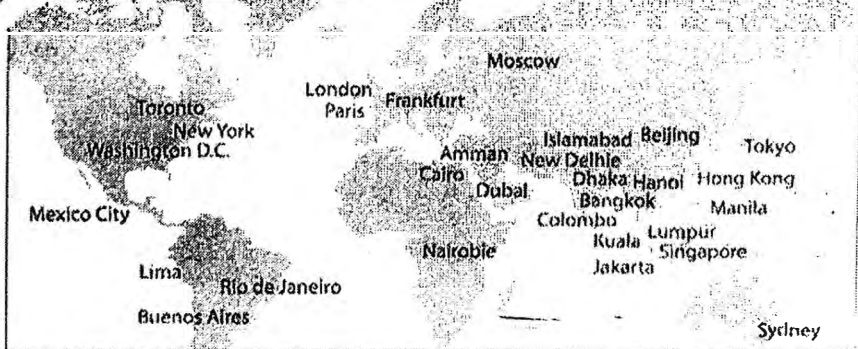 Moscow
London
Paris
Frankfurt
Toronto
New York
Washington D.C.
Islamabad
Beijing
Tokyo
Amman
New Delhie
Cairo
Dhaka
Hanoi
Hong Kong
Dubal
Bangkok
Manila
Mexico City
Colombo
Nairobie
Kuala
Lumpur
Singapore
Lima
Jakarta
Rio de Janeiro
Buenos Aires
Sydney